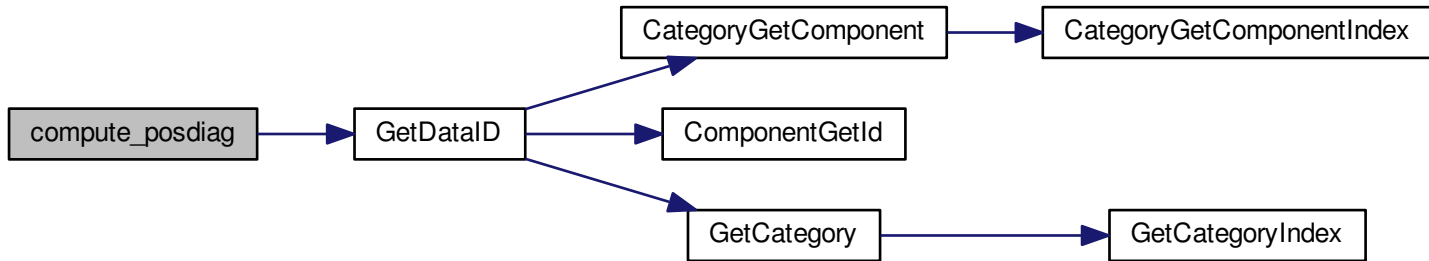 CategoryGetComponent
CategoryGetComponentIndex
compute_posdiag
GetDataID
ComponentGetId
GetCategory
GetCategoryIndex